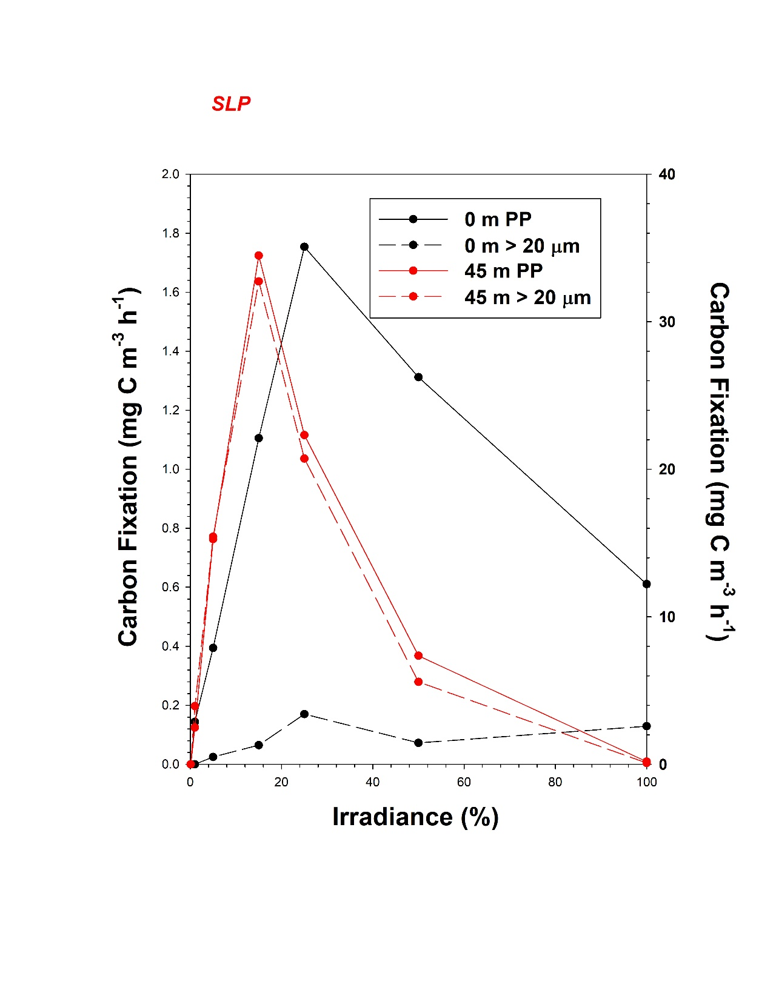 SLP
2.0
1.8
1.6
1.4
1.2
1.0
0.8
0.6
0.4
0.2
0.0
Carbon Fixation (mg C m-3 h-1)
0 m PP
0 m > 20 μm
45 m PP
45 m > 20 μm
40
30
20
10
0
Carbon Fixation (mg C m-3 h-1)
0 20 40 60 80 100
Irradiance (%)